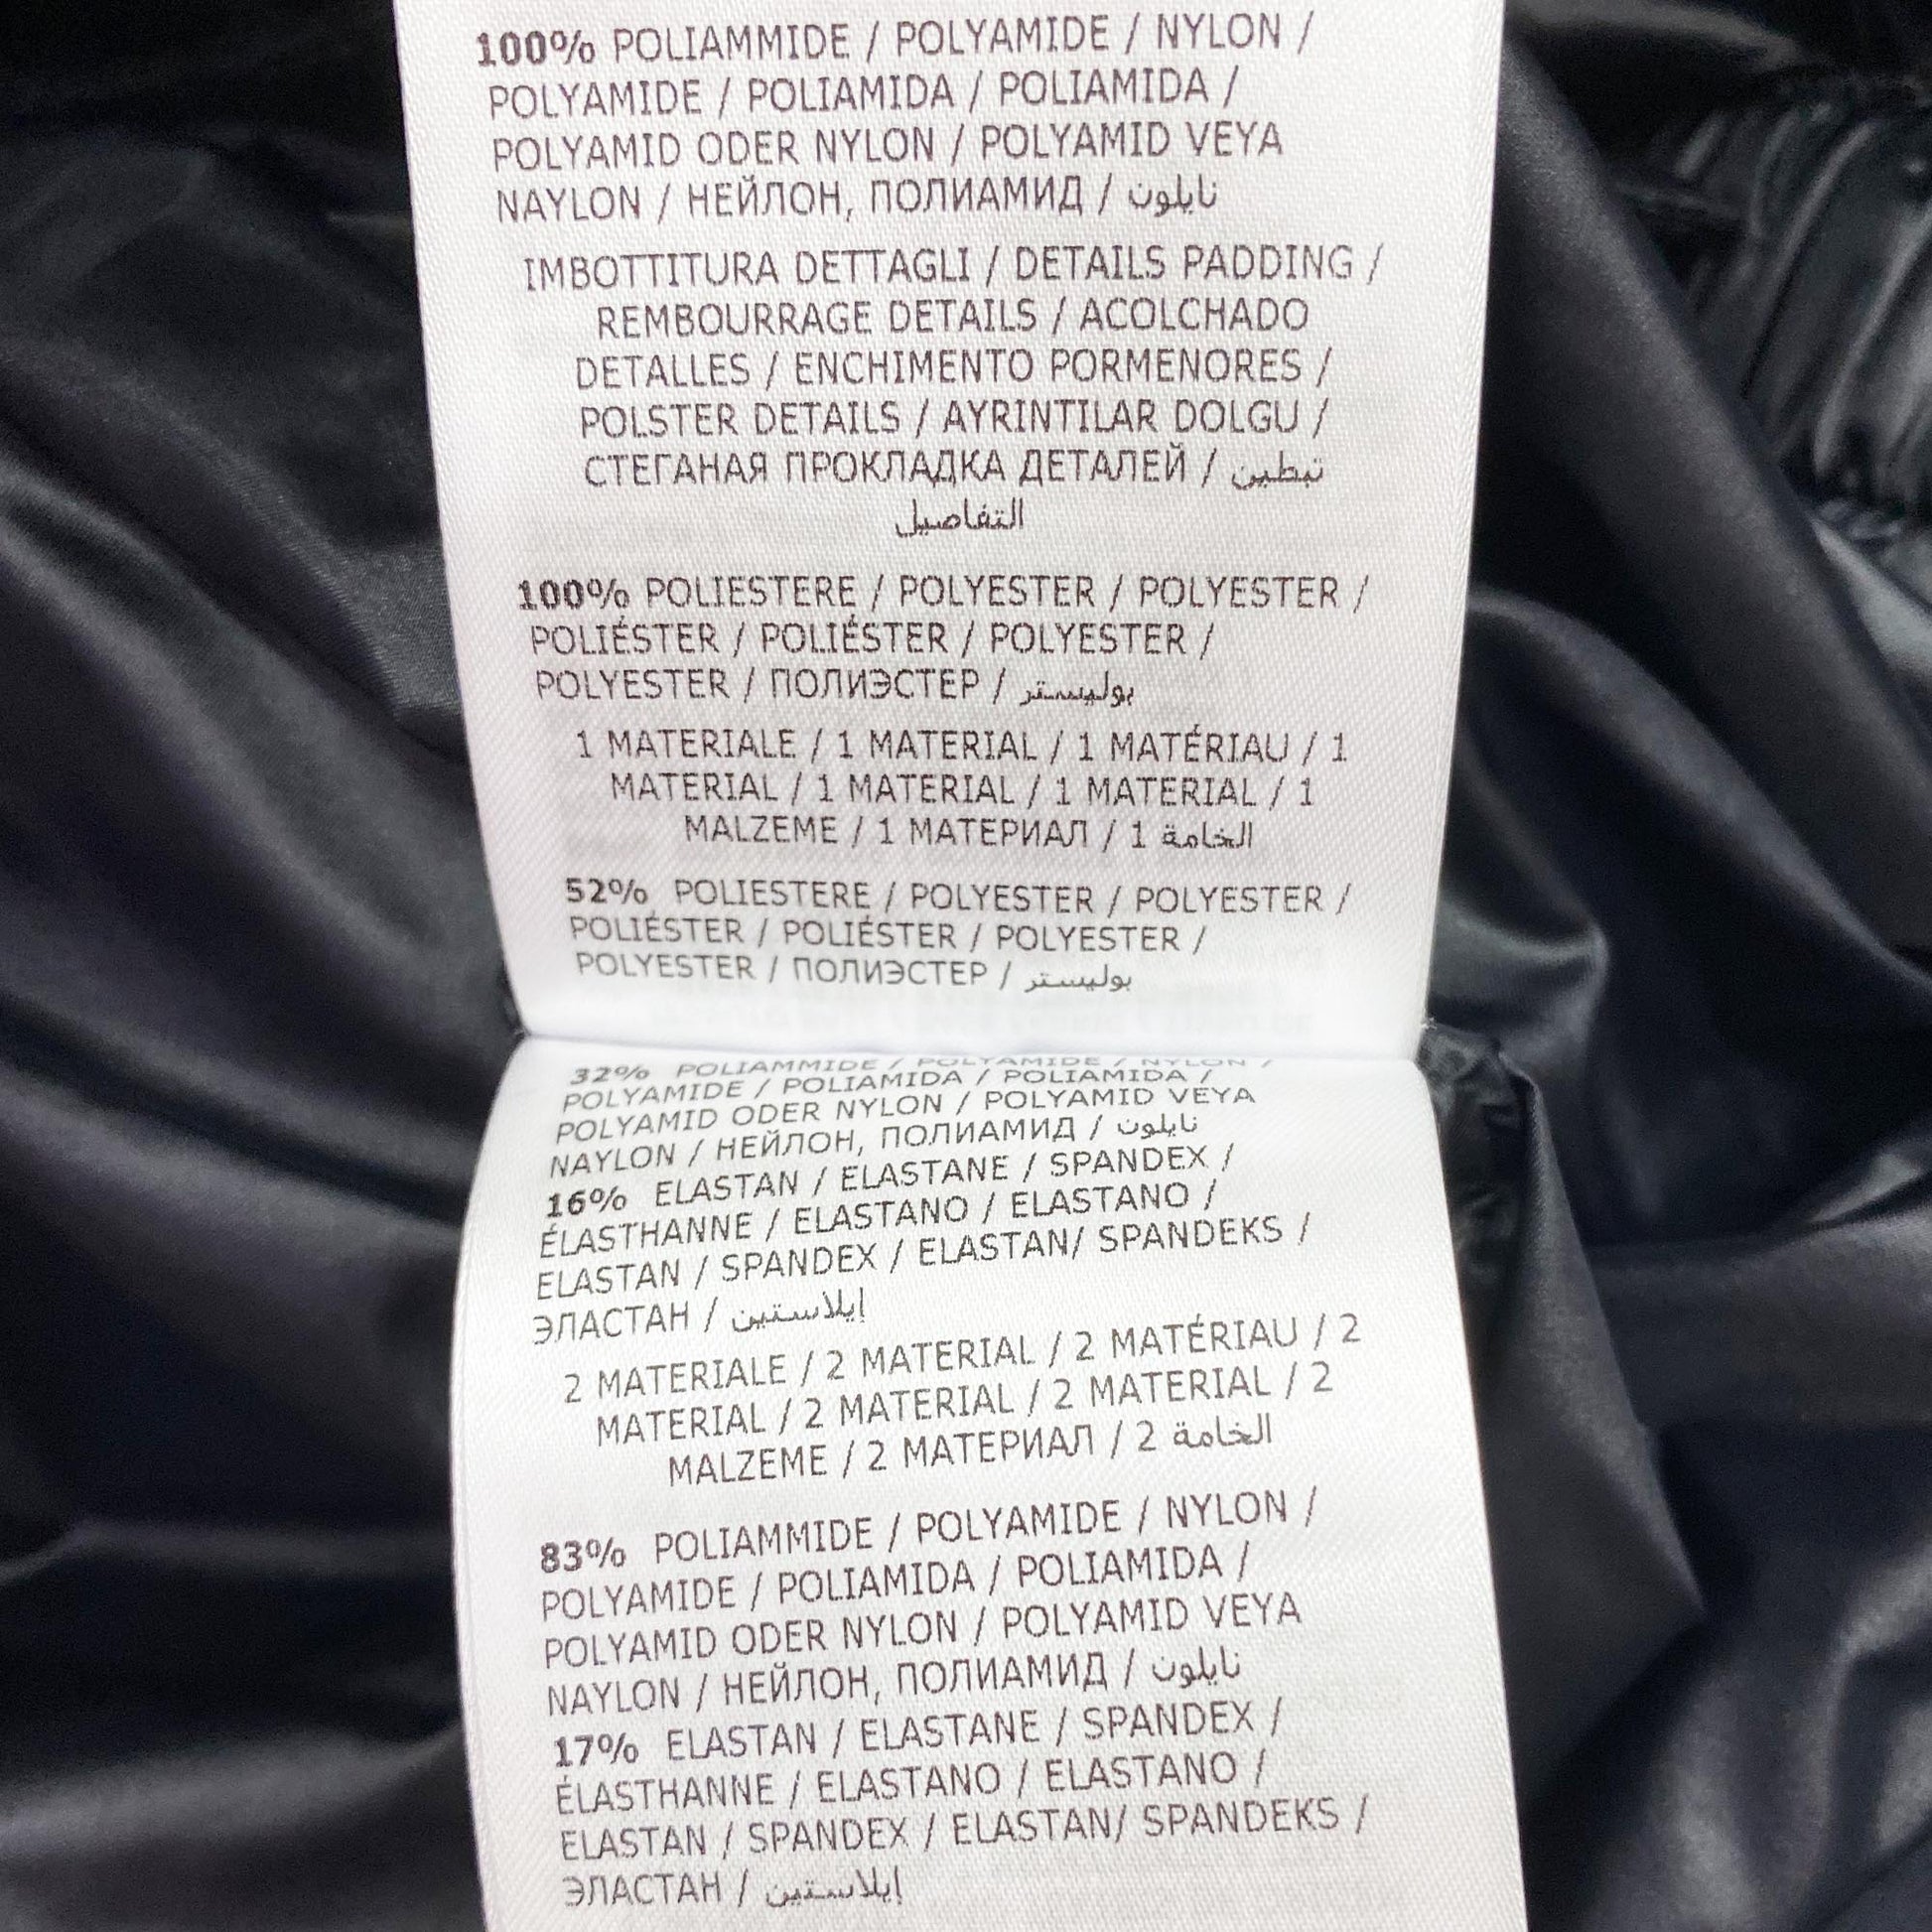 100% POLIAMMIDE / POLYAMIDE / NYLON /
POLYAMIDE / POLIAMIDA / POLIAMIDA /
POLYAMID ODER NYLON / POLYAMID VEYA
NAYLON / НЕЙЛОН, ПОЛИАМИД / نايلون
IMBOTTITURA DETTAGLI / DETAILS PADDING /
REMBOURRAGE DETAILS / ACOLCHADO
DETALLES / ENCHIMENTO PORMENORES /
POLSTER DETAILS / AYRINTILAR DOLGU /
СТЕГАНАЯ ПРОКЛАДКА ДЕТАЛЕЙ / تبطين
التفاصيل
100% POLIESTERE / POLYESTER / POLYESTER /
POLIÉSTER / POLIÉSTER / POLYESTER /
POLYESTER / ПОЛИЭСТЕР / بوليستر
1 MATERIALE / 1 MATERIAL / 1 MATÉRIAU / 1
MATERIAL / 1 MATERIAL / 1 MATERIAL / 1
MALZEME / 1 МАТЕРИАЛ / 1 الخامة
52% POLIESTERE / POLYESTER / POLYESTER /
POLIÉSTER / POLIÉSTER / POLYESTER /
POLYESTER / ПОЛИЭСТЕР / بوليستر
32% POLIAMMIDE / POLYAMIDE / NYLON /
POLYAMIDE / POLIAMIDA / POLIAMIDA /
POLYAMID ODER NYLON / POLYAMID VEYA
NAYLON / НЕЙЛОН, ПОЛИАМИД / نايلون
16% ELASTAN / ELASTANE / SPANDEX /
ÉLASTHANNE / ELASTANO / ELASTANO /
ELASTAN / SPANDEX / ELASTAN/ SPANDEKS /
ЭЛАСТАН / إيلاستين
2 MATERIALE / 2 MATERIAL / 2 MATÉRIAU / 2
MATERIAL / 2 MATERIAL / 2 MATERIAL / 2
MALZEME / 2 МАТЕРИАЛ / 2 الخامة
83% POLIAMMIDE / POLYAMIDE / NYLON /
POLYAMIDE / POLIAMIDA / POLIAMIDA /
POLYAMID ODER NYLON / POLYAMID VEYA
NAYLON / НЕЙЛОН, ПОЛИАМИД / نايلون
17% ELASTAN / ELASTANE / SPANDEX /
ÉLASTHANNE / ELASTANO / ELASTANO /
ELASTAN / SPANDEX / ELASTAN/ SPANDEKS /
ЭЛАСТАН / إيلاستين